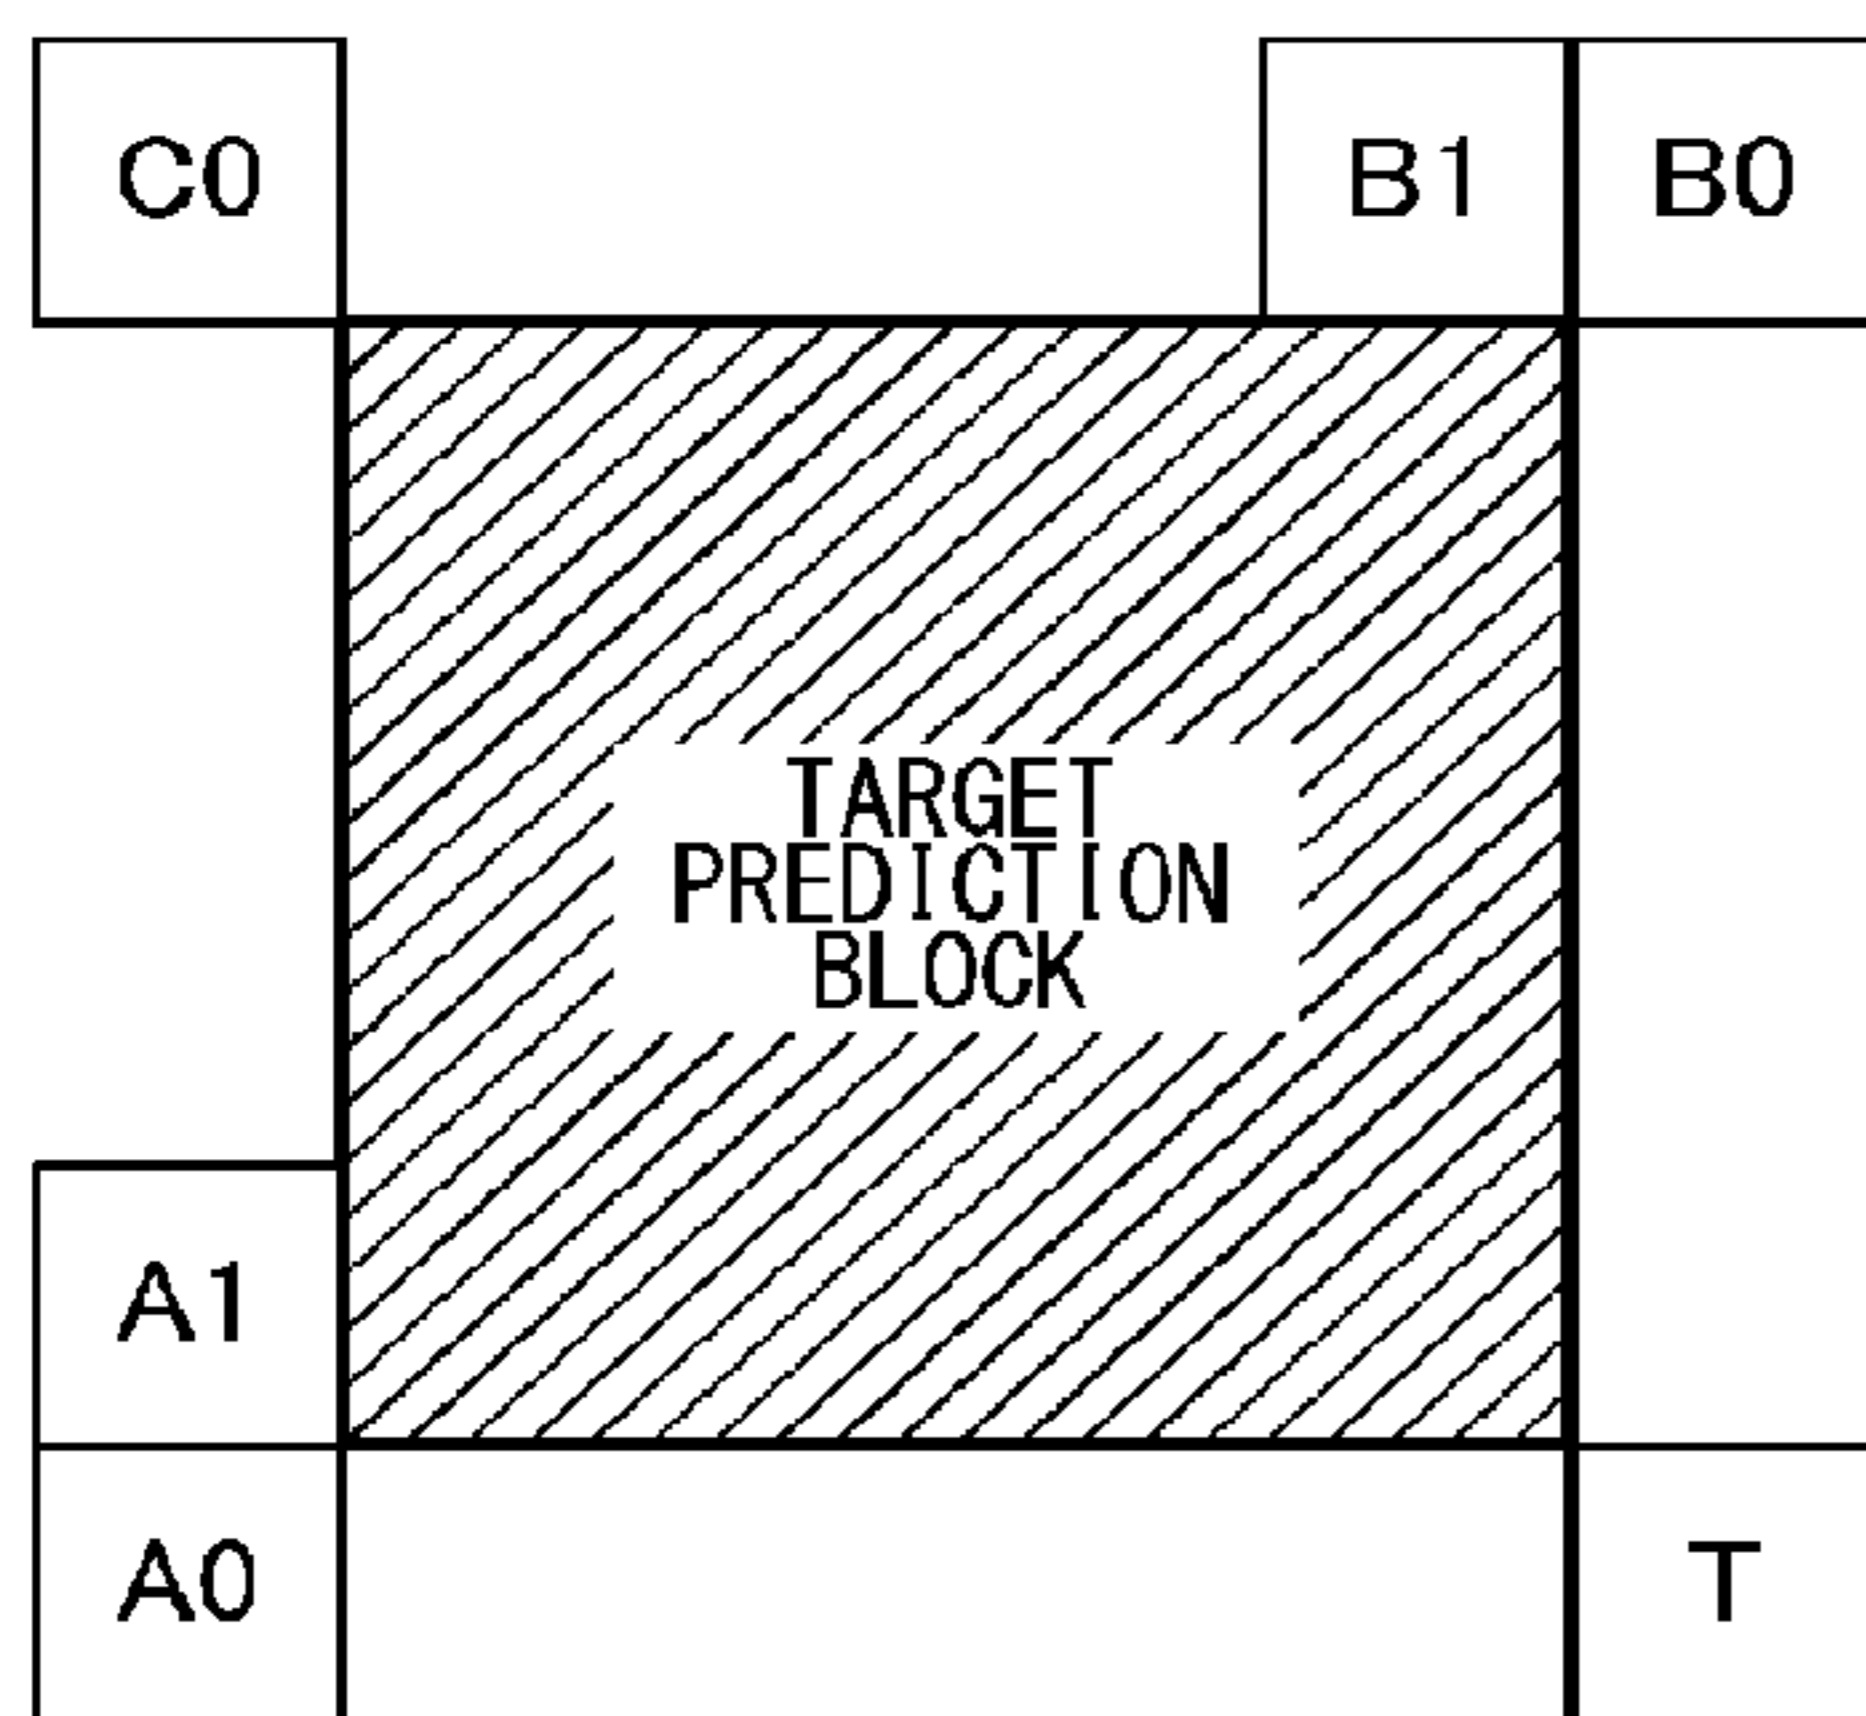 C0
B1
B0
TARGET
PREDICTION
BLOCK
A1
A0
T